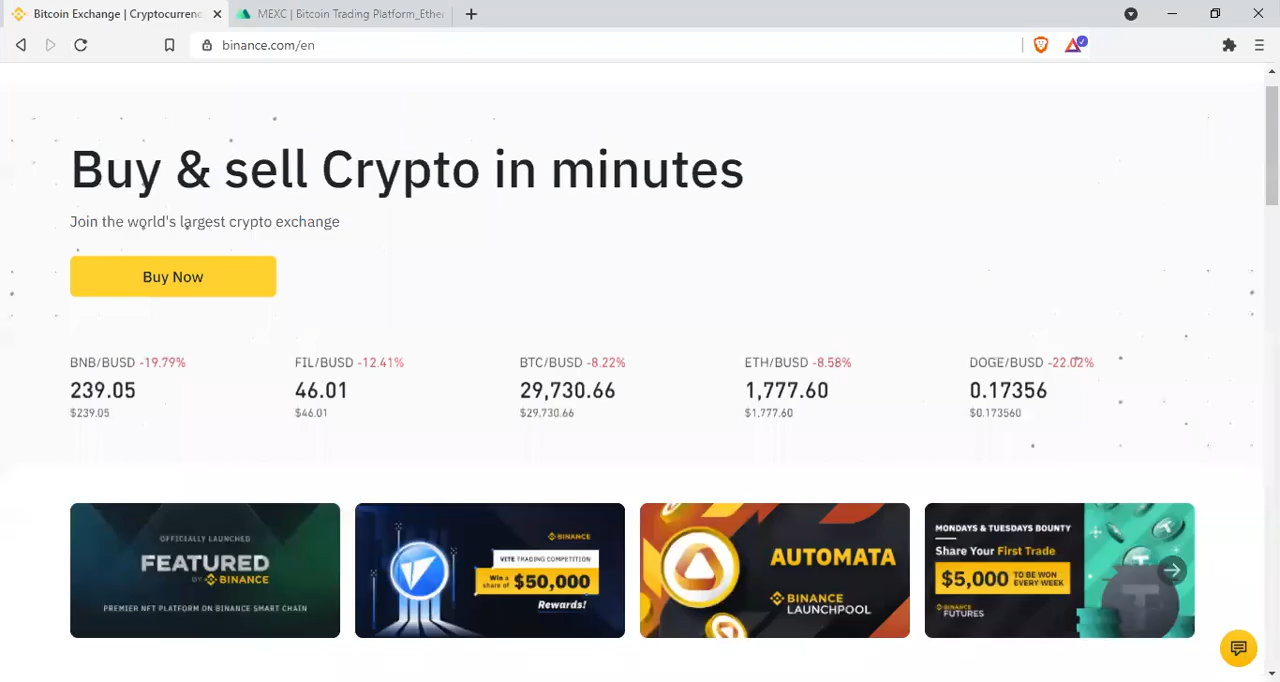 Bitcoin Exchange | Cryptocurrenc
MEXC | Bitcoin Trading Platform_Ether
binance.com/en
Buy & sell Crypto in minutes
Join the world's largest crypto exchange
Buy Now
BNB/BUSD -19.79%
239.05
$239.05
FIL/BUSD -12.41%
46.01
$46.01
BTC/BUSD -8.22%
29,730.66
$29,730.66
ETH/BUSD -8.58%
1,777.60
$1,777.60
DOGE/BUSD -22.02%
0.17356
$0.173560
OFFICIALLY LAUNCHED
FEATURED
BY BINANCE
PREMIER NFT PLATFORM ON BINANCE SMART CHAIN
BINANCE
VITE TRADING COMPETITION
Win a share of $50,000
Rewards!
AUTOMATA
BINANCE
LAUNCHPOOL
MONDAYS & TUESDAYS BOUNTY
Share Your First Trade
$5,000 TO BE WON EVERY WEEK
BINANCE
FUTURES